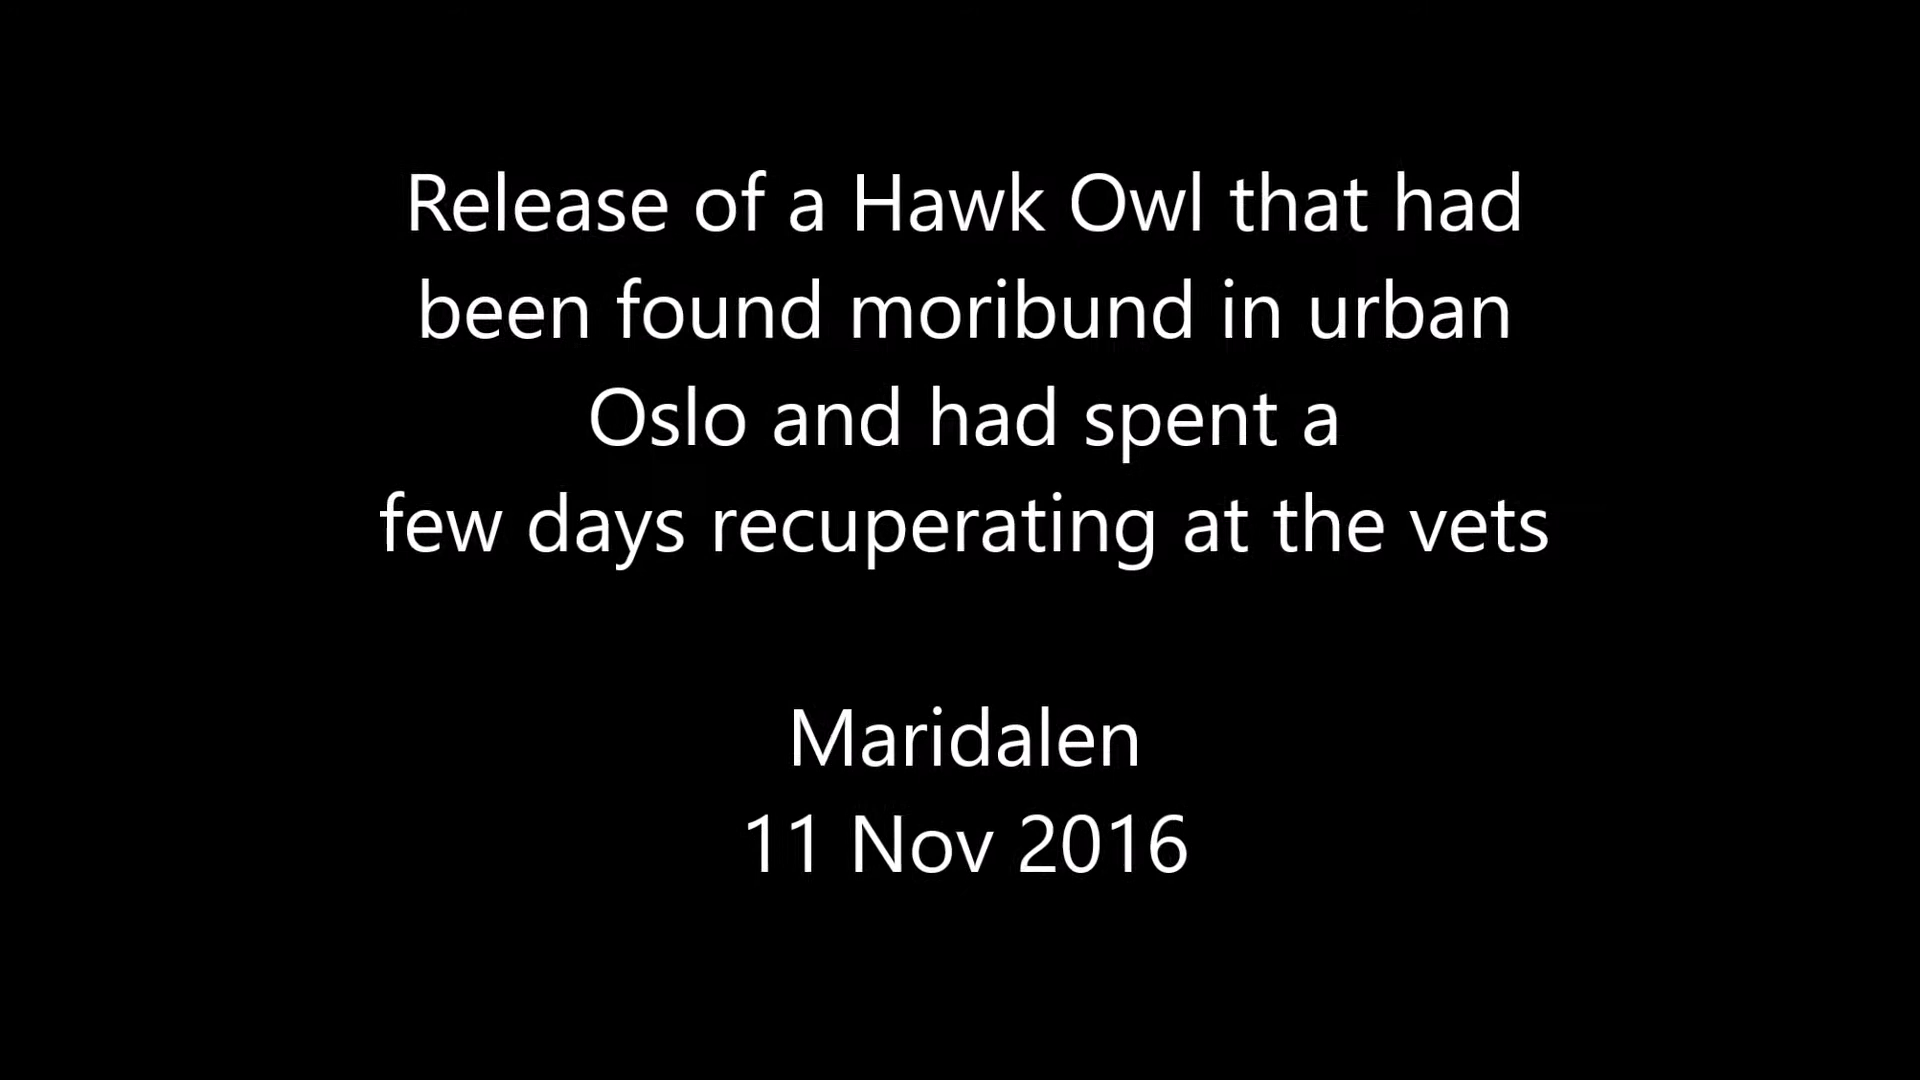 Release of a Hawk Owl that had
been found moribund in urban
Oslo and had spent a
few days recuperating at the vets
Maridalen
11 Nov 2016